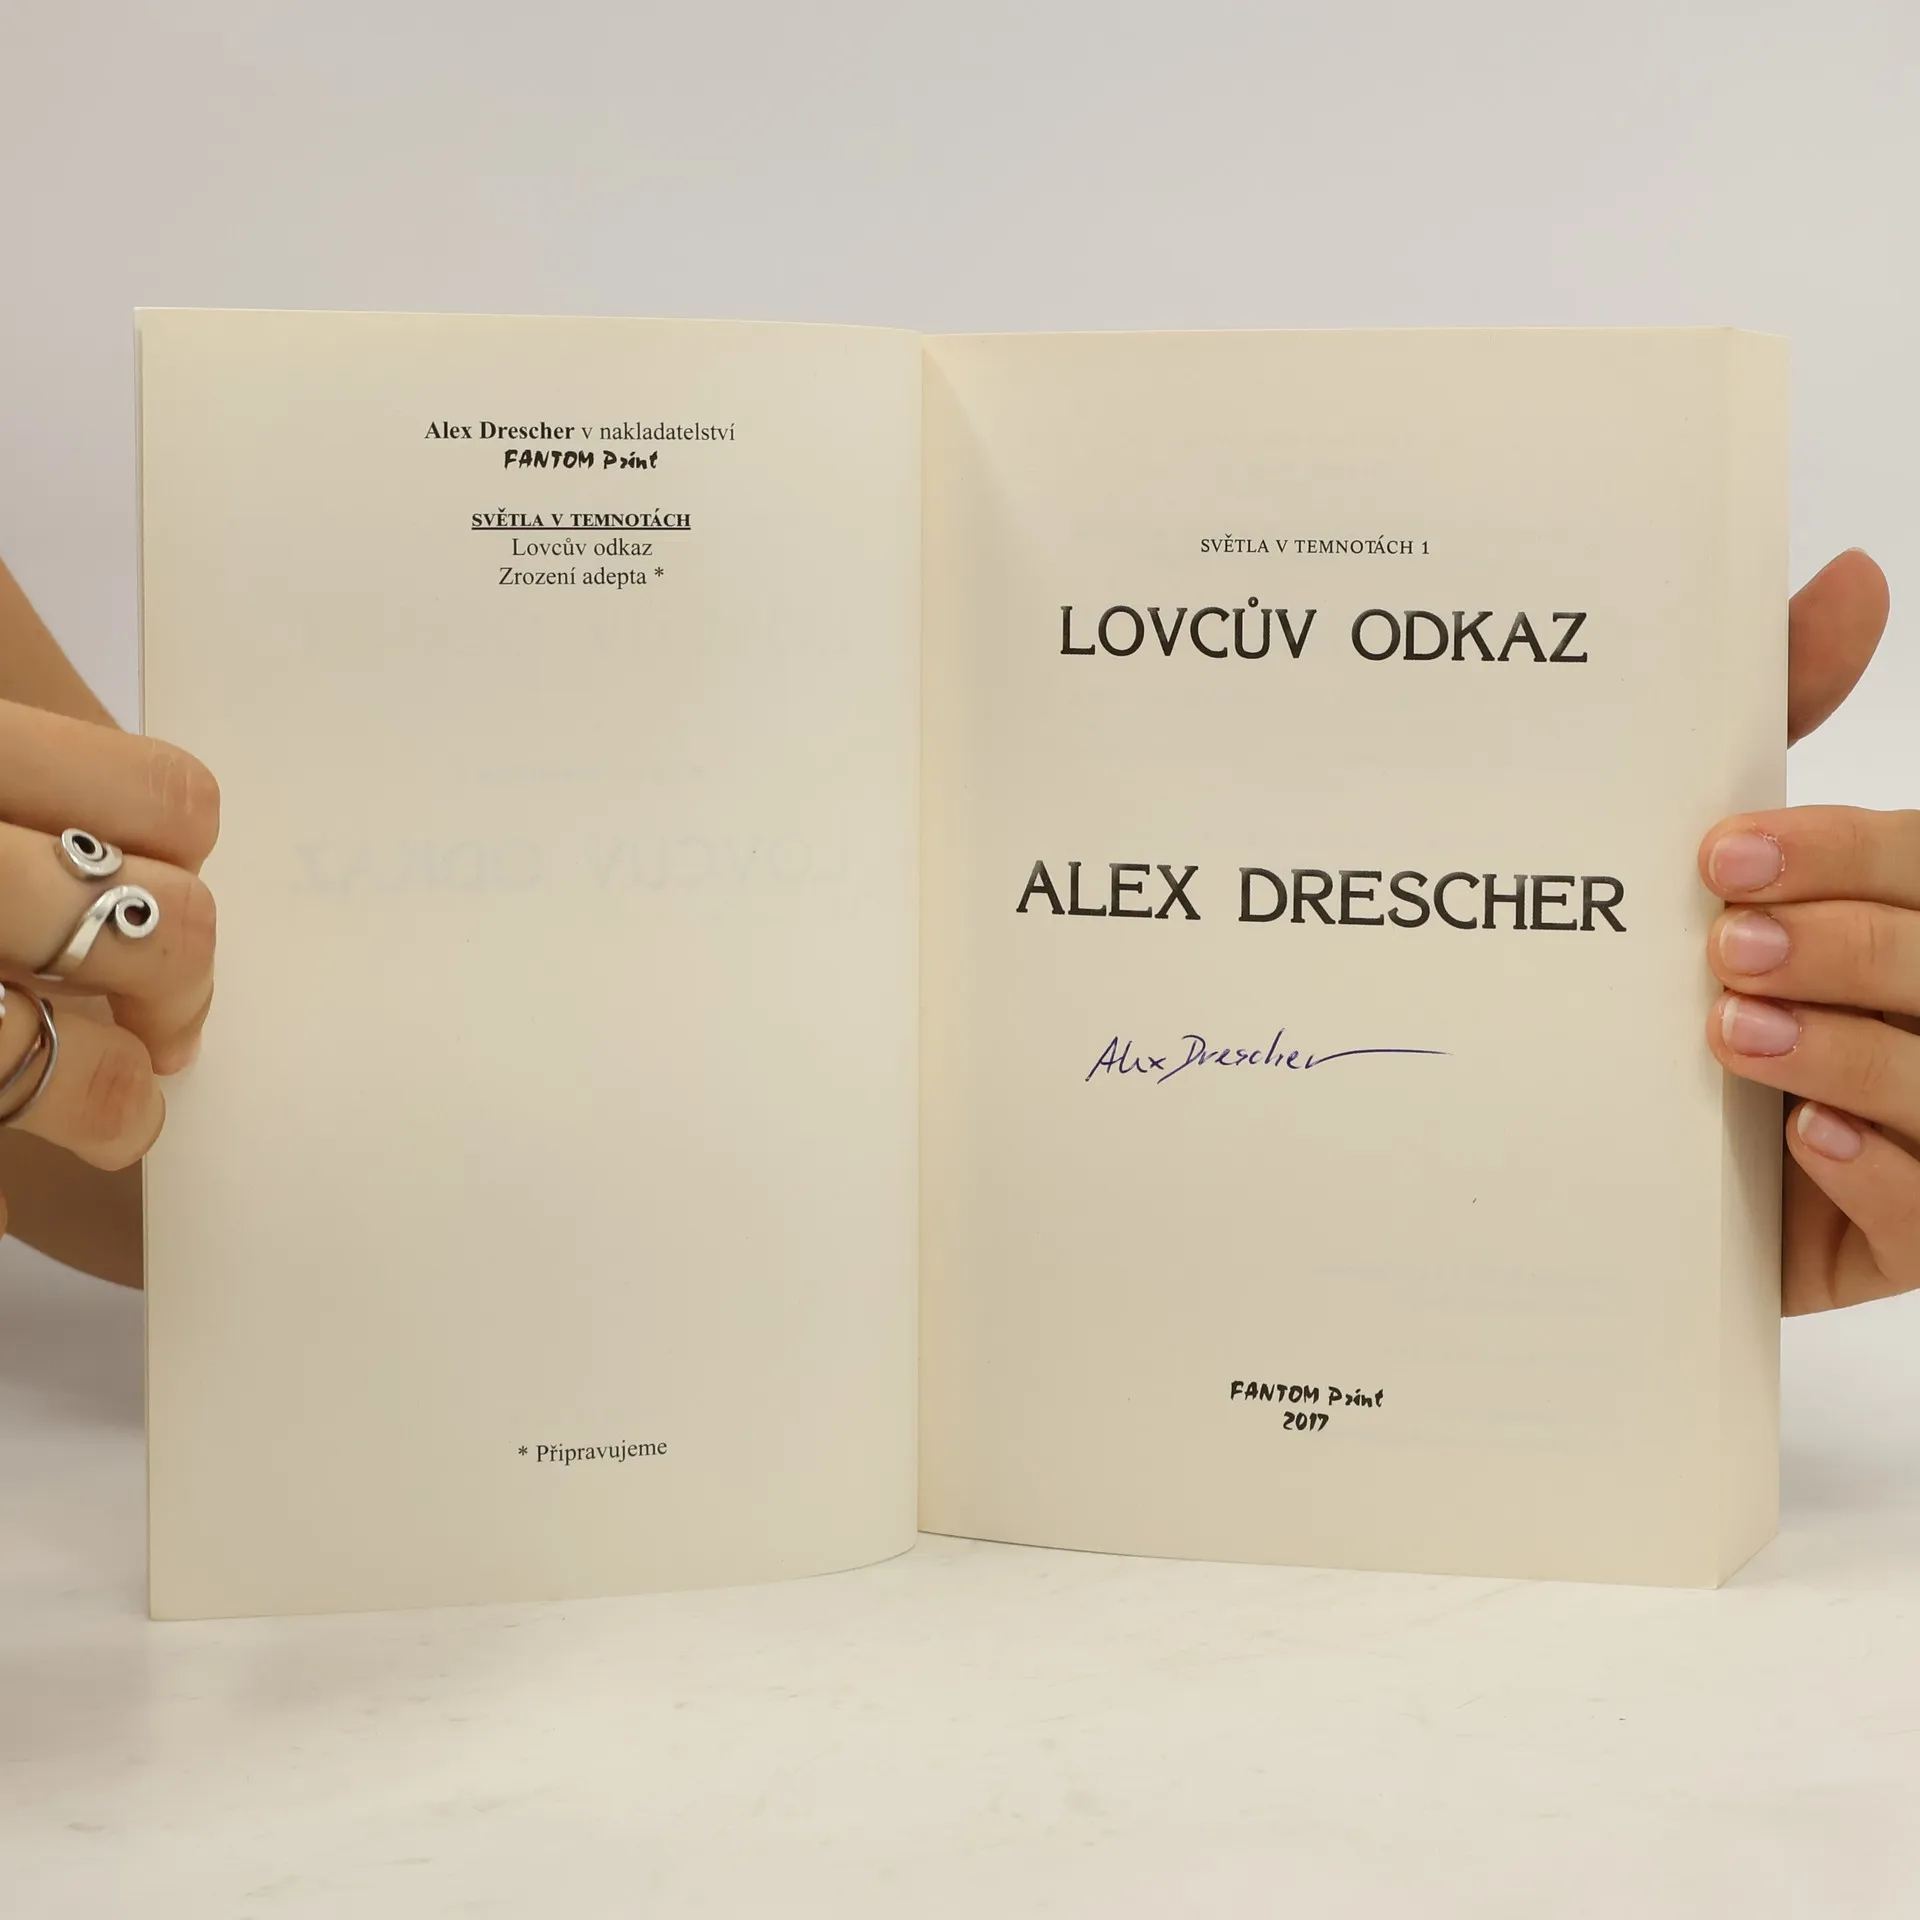 Alex Drescher v nakladatelství
FANTOM Print
SVĚTLA V TEMNOTÁCH
Lovcův odkaz
Zrození adepta *
* Připravujeme
SVĚTLA V TEMNOTÁCH 1
LOVCŮV ODKAZ
ALEX DRESCHER
Alex Drescher
FANTOM Print
2017